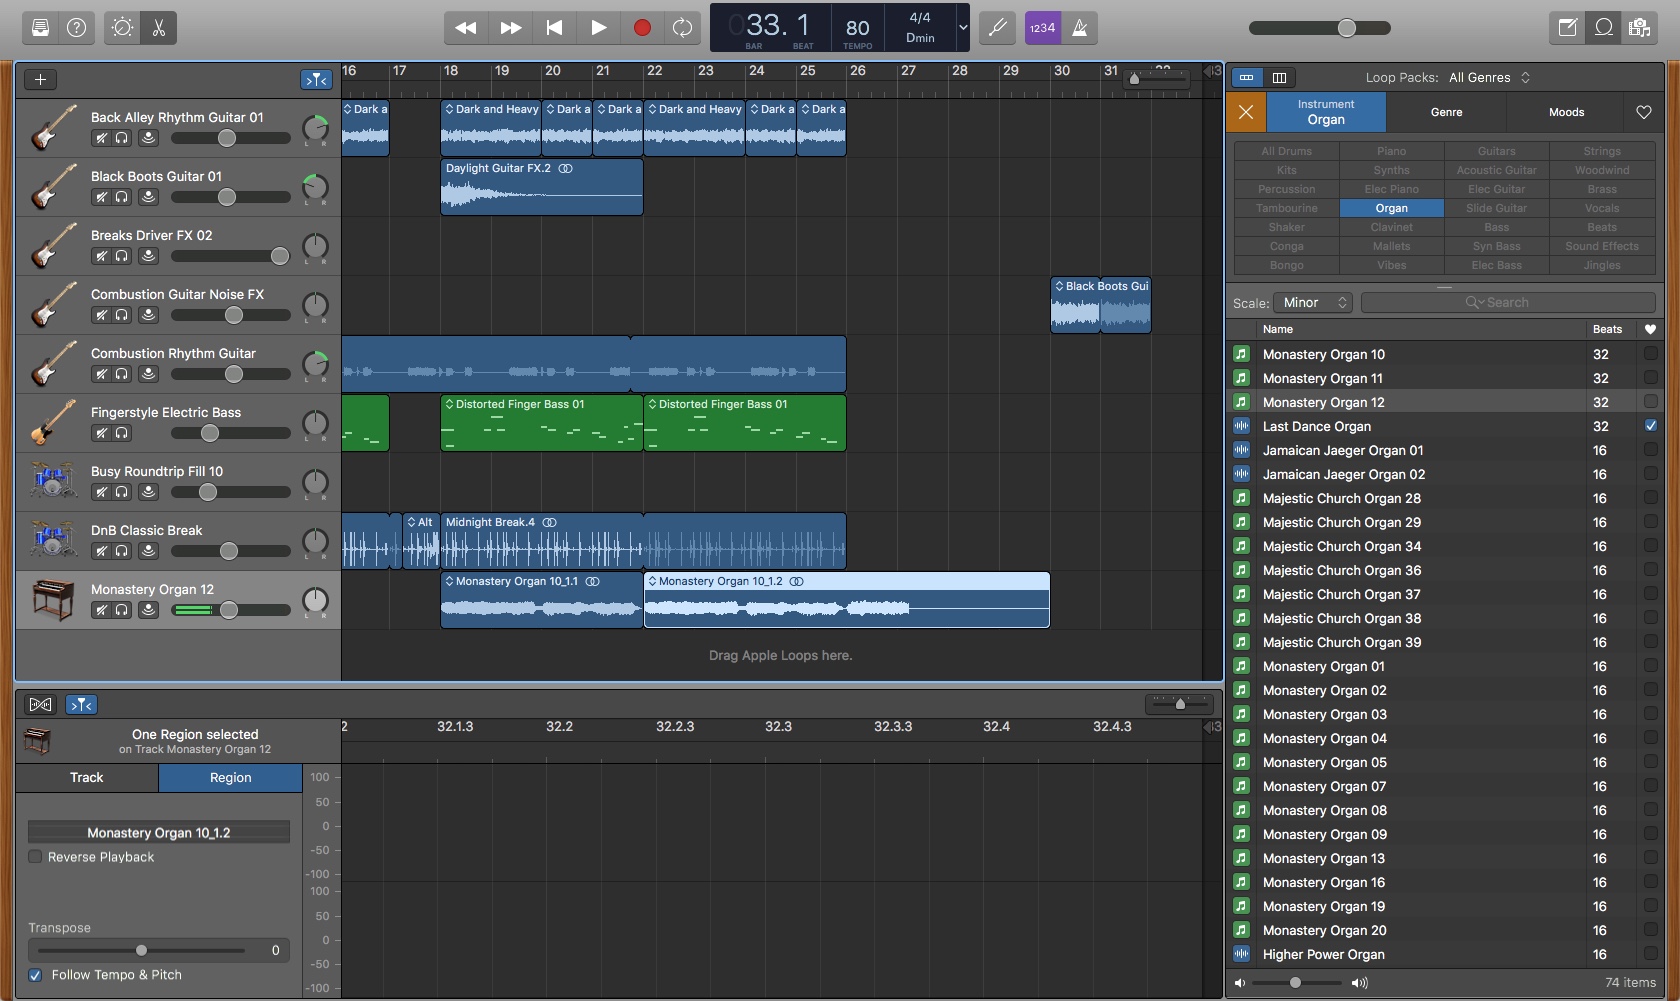 33. 1
BAR BEAT
80
TEMPO
4/4
Dmin
1234
16 17 18 19 20 21 22 23 24 25 26 27 28 29 30 31
Back Alley Rhythm Guitar 01
L R
Dark a
Dark and Heavy
Dark a
Dark a
Dark and Heavy
Dark a
Dark a
Black Boots Guitar 01
L R
Daylight Guitar FX.2
Breaks Driver FX 02
L R
Combustion Guitar Noise FX
L R
Black Boots Gui
Combustion Rhythm Guitar
L R
Fingerstyle Electric Bass
L R
Distorted Finger Bass 01
Distorted Finger Bass 01
Busy Roundtrip Fill 10
L R
DnB Classic Break
L R
Alt
Midnight Break.4
Monastery Organ 12
L R
Monastery Organ 10_1.1
Monastery Organ 10_1.2
Drag Apple Loops here.
One Region selected
on Track Monastery Organ 12
Track
Region
Monastery Organ 10_1.2
Reverse Playback
Transpose
0
Follow Tempo & Pitch
2 32.1.3 32.2 32.2.3 32.3 32.3.3 32.4 32.4.3
100
50
0
-50
-100
100
50
0
-50
-100
Loop Packs: All Genres
Instrument
Organ
Genre
Moods
All Drums Piano Guitars Strings
Kits Synths Acoustic Guitar Woodwind
Percussion Elec Piano Elec Guitar Brass
Tambourine Organ Slide Guitar Vocals
Shaker Clavinet Bass Beats
Conga Mallets Syn Bass Sound Effects
Bongo Vibes Elec Bass Jingles
Scale: Minor
Search
Name Beats
Monastery Organ 10 32
Monastery Organ 11 32
Monastery Organ 12 32
Last Dance Organ 32
Jamaican Jaeger Organ 01 16
Jamaican Jaeger Organ 02 16
Majestic Church Organ 28 16
Majestic Church Organ 29 16
Majestic Church Organ 34 16
Majestic Church Organ 36 16
Majestic Church Organ 37 16
Majestic Church Organ 38 16
Majestic Church Organ 39 16
Monastery Organ 01 16
Monastery Organ 02 16
Monastery Organ 03 16
Monastery Organ 04 16
Monastery Organ 05 16
Monastery Organ 07 16
Monastery Organ 08 16
Monastery Organ 09 16
Monastery Organ 13 16
Monastery Organ 16 16
Monastery Organ 19 16
Monastery Organ 20 16
Higher Power Organ 16
74 items